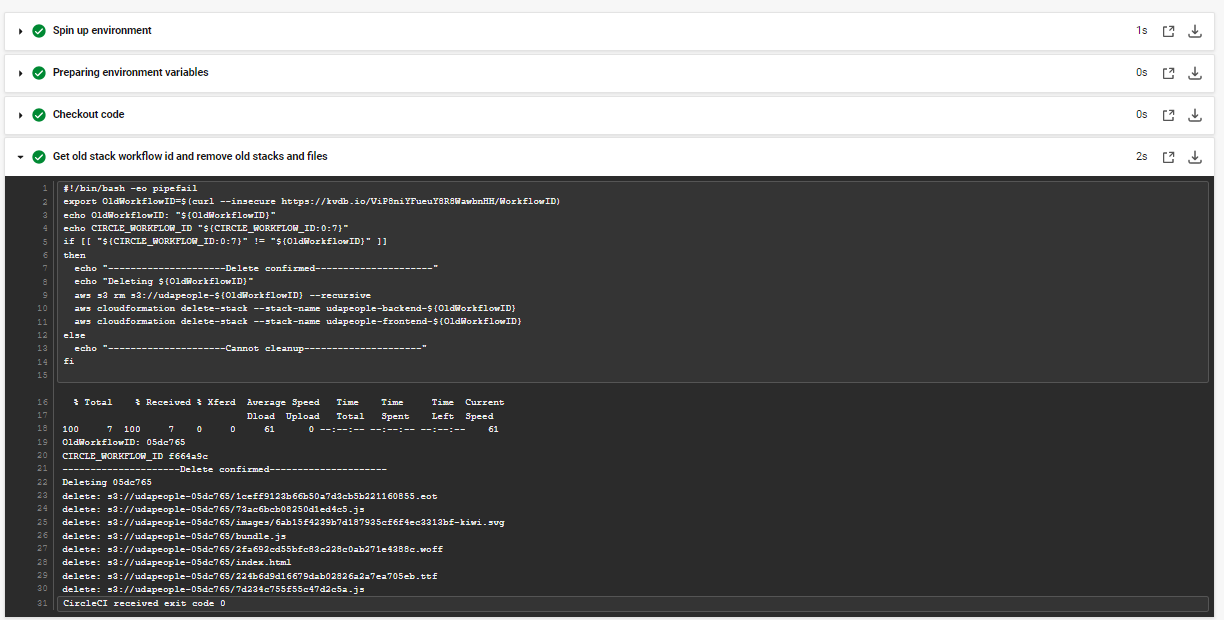 Spin up environment 1s
Preparing environment variables 0s
Checkout code 0s
Get old stack workflow id and remove old stacks and files 2s
1 #!/bin/bash -eo pipefail
2 export OldWorkflowID=$(curl --insecure https://kvdb.io/ViP8niYFueuY8R8WawbnHH/WorkflowID)
3 echo OldWorkflowID: "${OldWorkflowID}"
4 echo CIRCLE_WORKFLOW_ID "${CIRCLE_WORKFLOW_ID:0:7}"
5 if [[ "${CIRCLE_WORKFLOW_ID:0:7}" != "${OldWorkflowID}" ]]
6 then
7 echo "---------------------Delete confirmed---------------------"
8 echo "Deleting ${OldWorkflowID}"
9 aws s3 rm s3://udapeople-${OldWorkflowID} --recursive
10 aws cloudformation delete-stack --stack-name udapeople-backend-${OldWorkflowID}
11 aws cloudformation delete-stack --stack-name udapeople-frontend-${OldWorkflowID}
12 else
13 echo "---------------------Cannot cleanup---------------------"
14 fi
15
16 % Total % Received % Xferd Average Speed Time Time Time Current
17 Dload Upload Total Spent Left Speed
18 100 7 100 7 0 0 61 0 --:--:-- --:--:-- --:--:-- 61
19 OldWorkflowID: 05dc765
20 CIRCLE_WORKFLOW_ID f664a9c
21 ---------------------Delete confirmed---------------------
22 Deleting 05dc765
23 delete: s3://udapeople-05dc765/1ceff9123b66b50a7d3cb5b221160855.eot
24 delete: s3://udapeople-05dc765/73ac6bcb08250d1ed4c5.js
25 delete: s3://udapeople-05dc765/images/6ab15f4239b7d187935cf6f4ec3313bf-kiwi.svg
26 delete: s3://udapeople-05dc765/bundle.js
27 delete: s3://udapeople-05dc765/2fa692cd55bfc83c228c0ab271e4388c.woff
28 delete: s3://udapeople-05dc765/index.html
29 delete: s3://udapeople-05dc765/224b6d9d16679dab02826a2a7ea705eb.ttf
30 delete: s3://udapeople-05dc765/7d234c755f55c47d2c5a.js
31 CircleCI received exit code 0